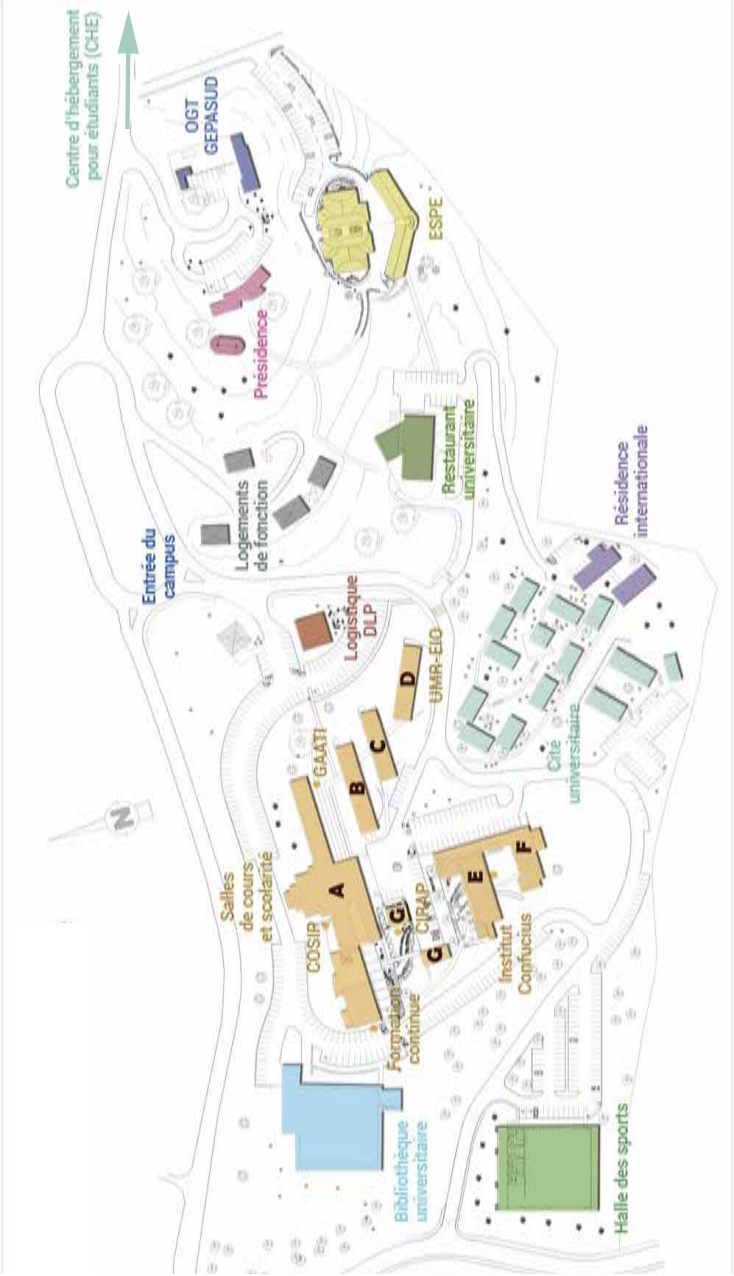 Centre d'hébergement
pour étudiants (CHE)
OGT
GEPASUD
ESPE
Présidence
Restaurant
universitaire
Logements
de fonction
Résidence
internationale
Entrée du
campus
Logistique
DLP
UMR-EIO
D
C
B
GAATI
Cité
universitaire
N
Salles
de cours
et scolarité
A
COSIP
G
CIRAP
G
E
F
Institut
Confucius
Formation
continue
Bibliothèque
universitaire
Halle des sports